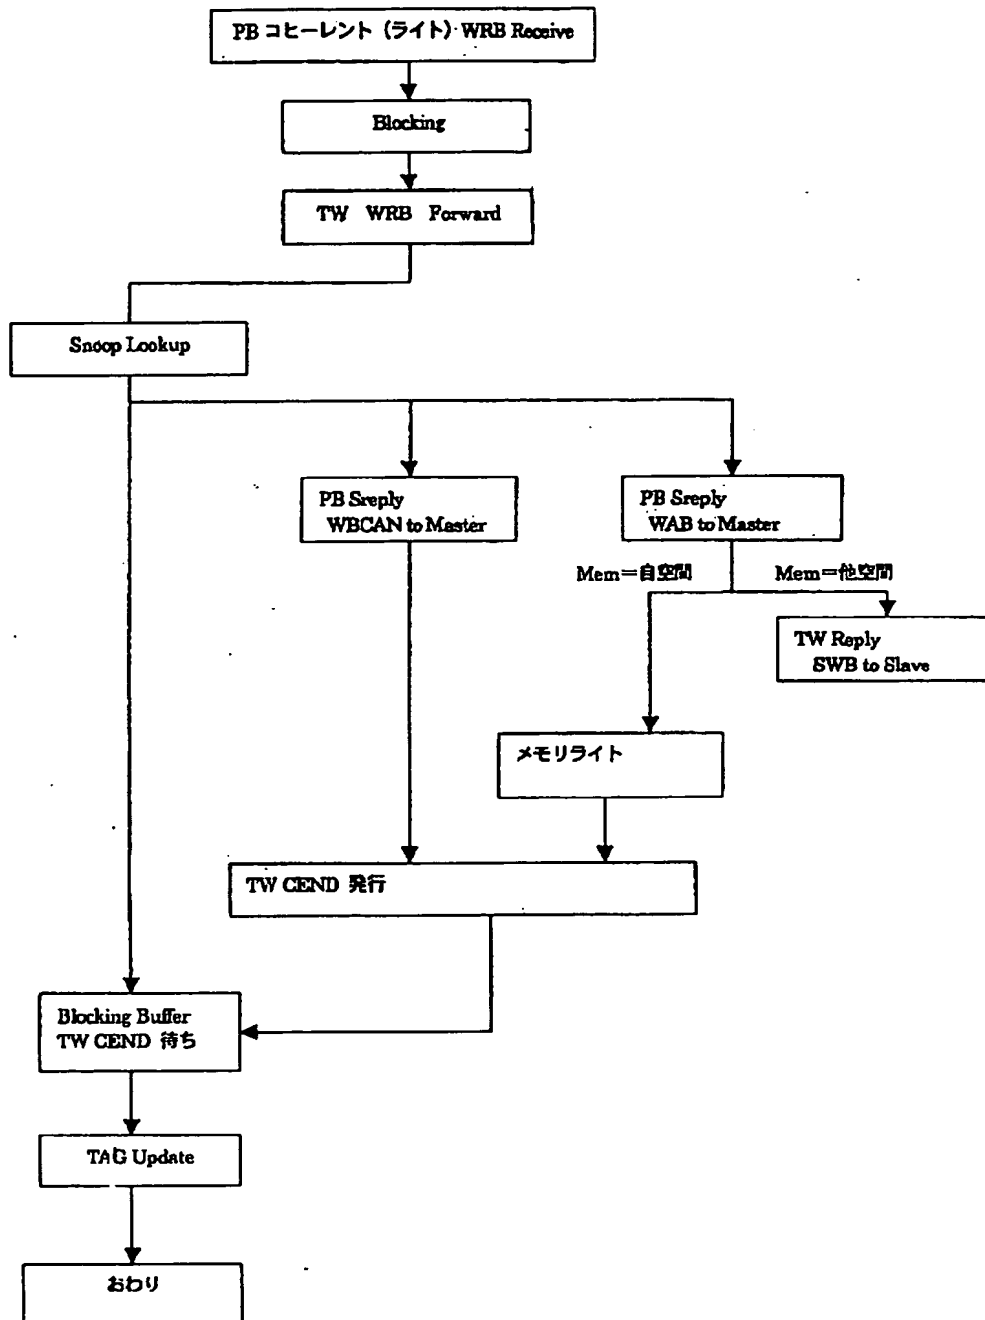 PB コヒーレント（ライト）WRB Receive
Blocking
TW WRB Forward
Snoop Lookup
PB Sreply
WBCAN to Master
PB Sreply
WAB to Master
Mem＝自空間
Mem＝他空間
TW Reply
SWB to Slave
メモリライト
TW CEND 発行
Blocking Buffer
TW CEND 待ち
TAG Update
おわり